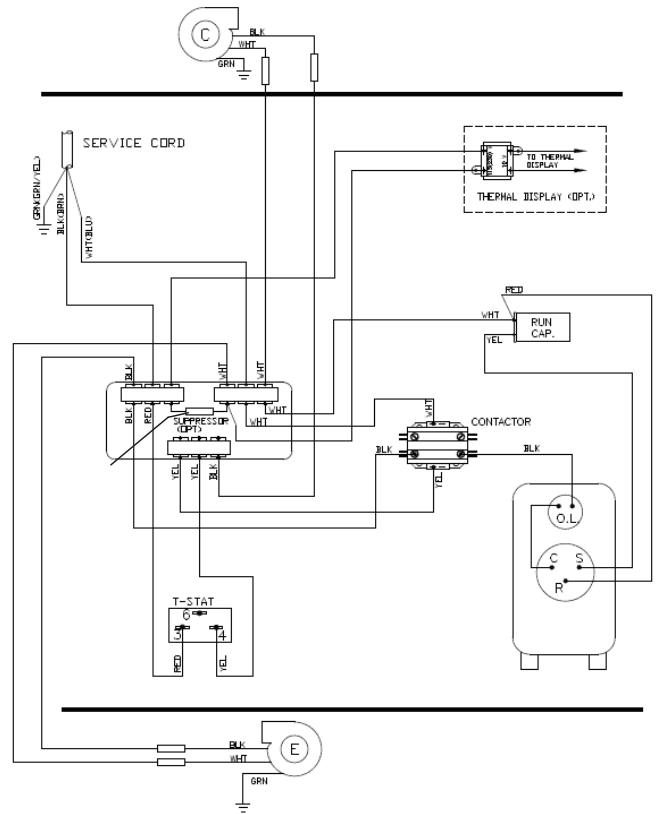 C
BLK
WHT
GRN
SERVICE CORD
GRN(GRN/YEL)
BLK(BRN)
WHT(BLU)
TO THERMAL
DISPLAY
THERMAL DISPLAY (OPT.)
RED
WHT
YEL
RUN
CAP.
BLK
WHT
WHT
BLK
RED
SUPPRESSOR
(OPT)
WHT
WHT
YEL
YEL
BLK
WHT
CONTACTOR
BLK
BLK
YEL
O.L.
C S
R
T-STAT
6
3 4
RED
YEL
BLK
WHT
E
GRN